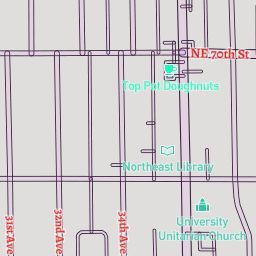 NE 70th St
Top Pot Doughnuts
Northeast Library
31st Ave
32nd Ave
34th Ave
University
Unitarian Church